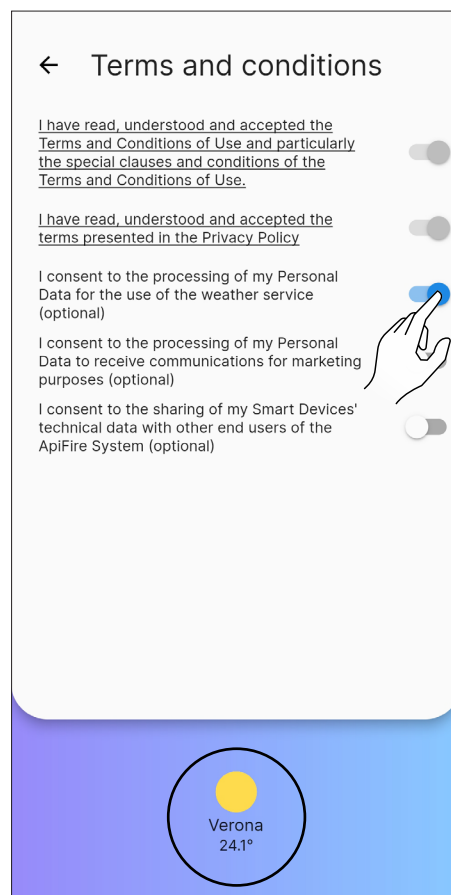 Terms and conditions
I have read, understood and accepted the
Terms and Conditions of Use and particularly
the special clauses and conditions of the
Terms and Conditions of Use.
I have read, understood and accepted the
terms presented in the Privacy Policy
I consent to the processing of my Personal
Data for the use of the weather service
(optional)
I consent to the processing of my Personal
Data to receive communications for marketing
purposes (optional)
I consent to the sharing of my Smart Devices'
technical data with other end users of the
ApiFire System (optional)
Verona
24.1°